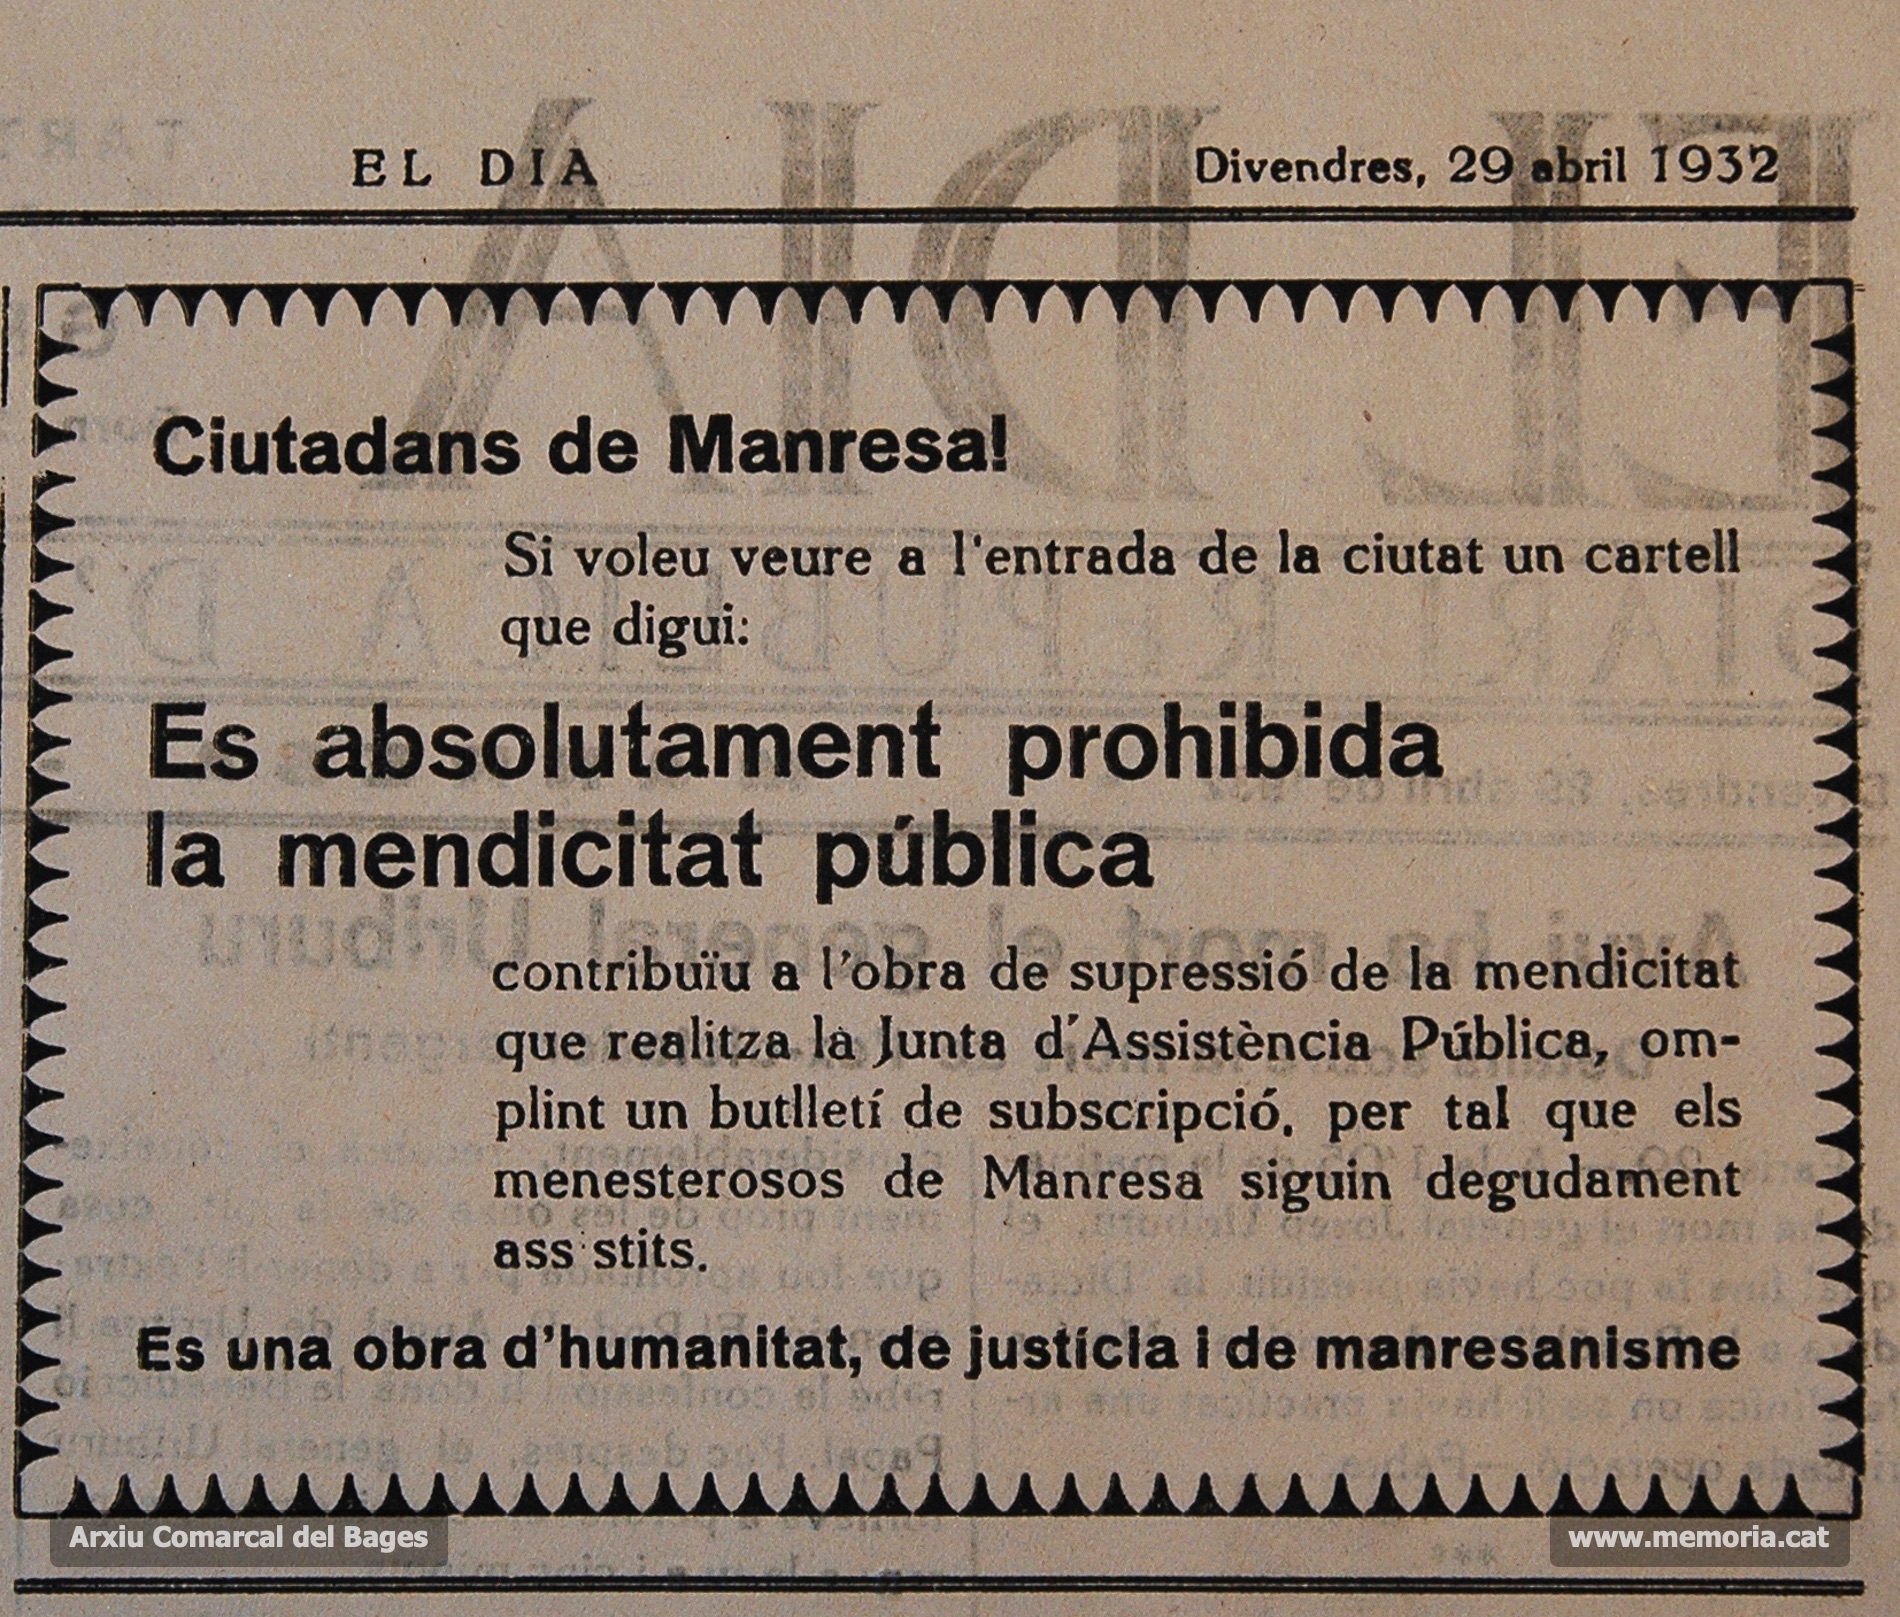 EL DIA
Divendres, 29 abril 1932
Ciutadans de Manresa!
Si voleu veure a l'entrada de la ciutat un cartell
que digui:
Es absolutament prohibida
la mendicitat pública
contribuïu a l'obra de supressió de la mendicitat
que realitza la Junta d'Assistència Pública, om-
plint un butlletí de subscripció, per tal que els
menesterosos de Manresa siguin degudament
ass stits.
Es una obra d'humanitat, de justícia i de manresanisme
Arxiu Comarcal del Bages
www.memoria.cat